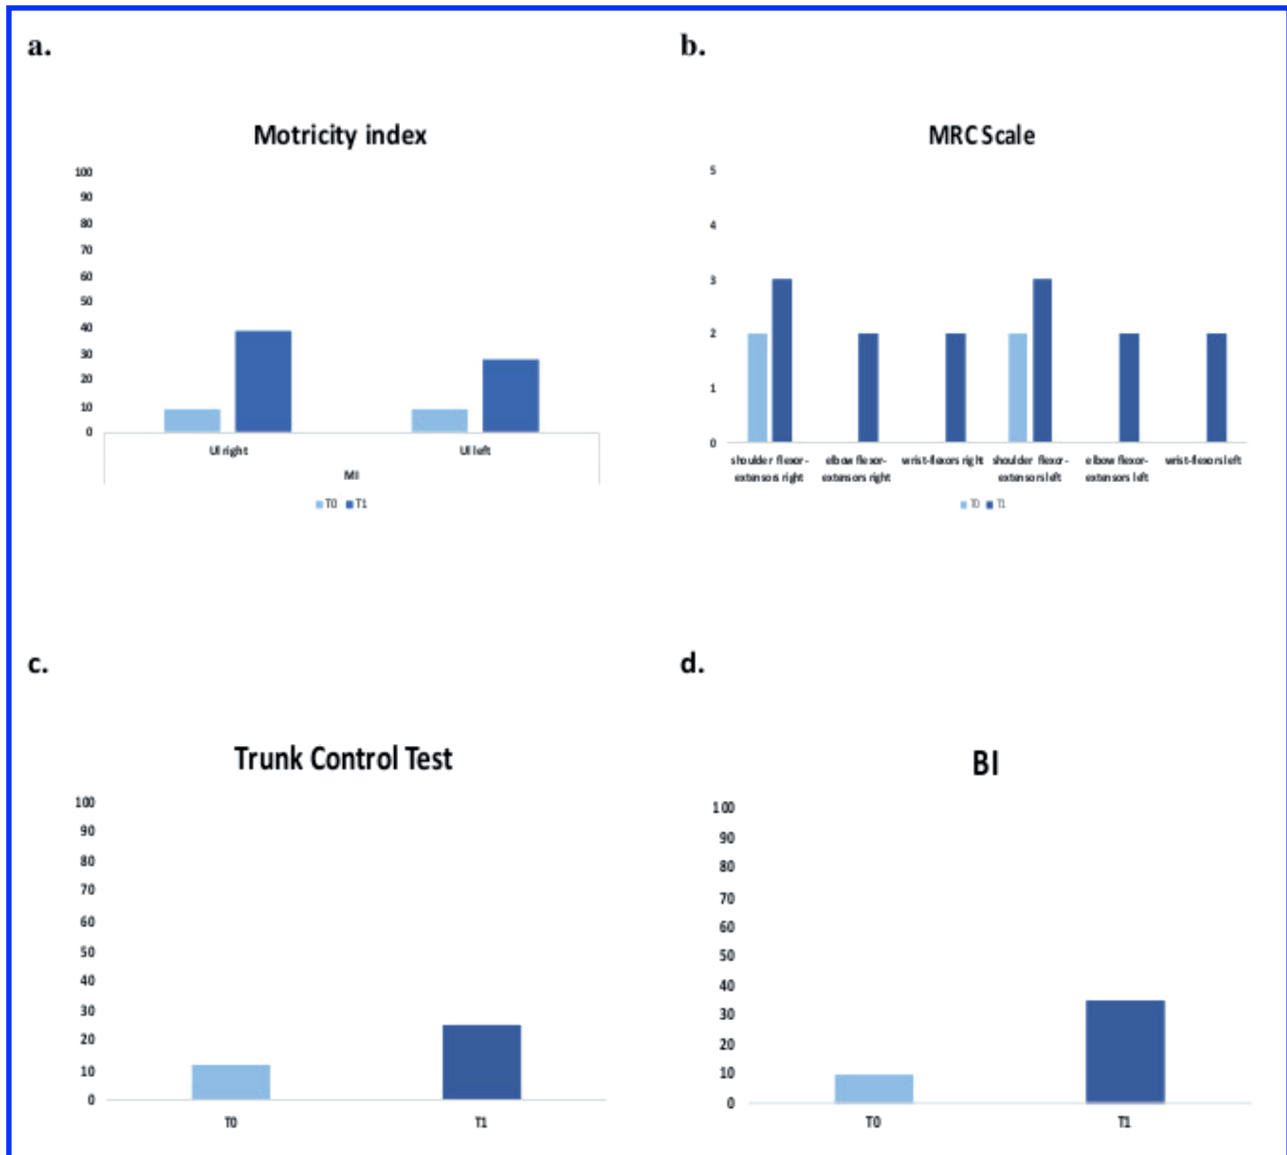 a.
Motricity index
100
90
80
70
60
50
40
30
20
10
0
UI right UI left
MI
T0 T1
b.
MRC Scale
5
4
3
2
1
0
shoulder flexor- elbow flexor- wrist-flexors right shoulder flexor- elbow flexor- wrist-flexors left
extensors right extensors right extensors left extensors left
T0 T1
c.
Trunk Control Test
100
90
80
70
60
50
40
30
20
10
0
T0 T1
d.
BI
100
90
80
70
60
50
40
30
20
10
0
T0 T1